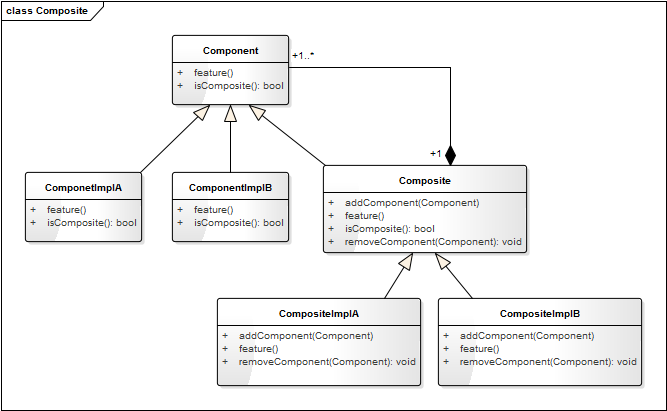 class Composite
Component
+ feature()
+ isComposite(): bool
+1..*
+1
ComponetImplA
+ feature()
+ isComposite(): bool
ComponentImplB
+ feature()
+ isComposite(): bool
Composite
+ addComponent(Component)
+ feature()
+ isComposite(): bool
+ removeComponent(Component): void
CompositeImplA
+ addComponent(Component)
+ feature()
+ removeComponent(Component): void
CompositeImplB
+ addComponent(Component)
+ feature()
+ removeComponent(Component): void